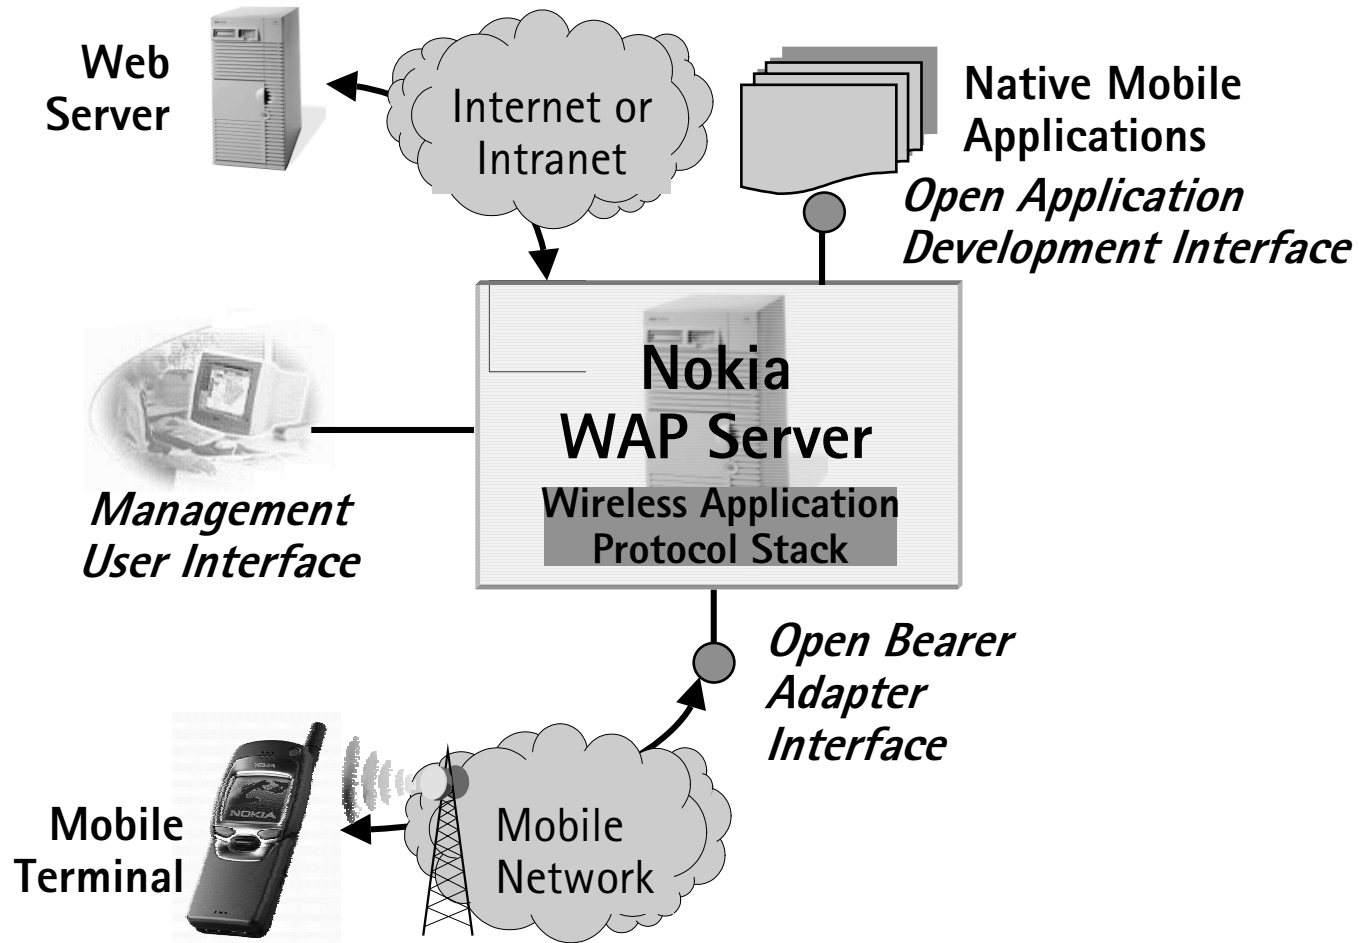 Web
Server
Internet or
Intranet
Native Mobile
Applications
Open Application
Development Interface
Nokia
WAP Server
Wireless Application
Protocol Stack
Management
User Interface
Open Bearer
Adapter
Interface
Mobile
Terminal
NOKIA
NOKIA
Mobile
Network